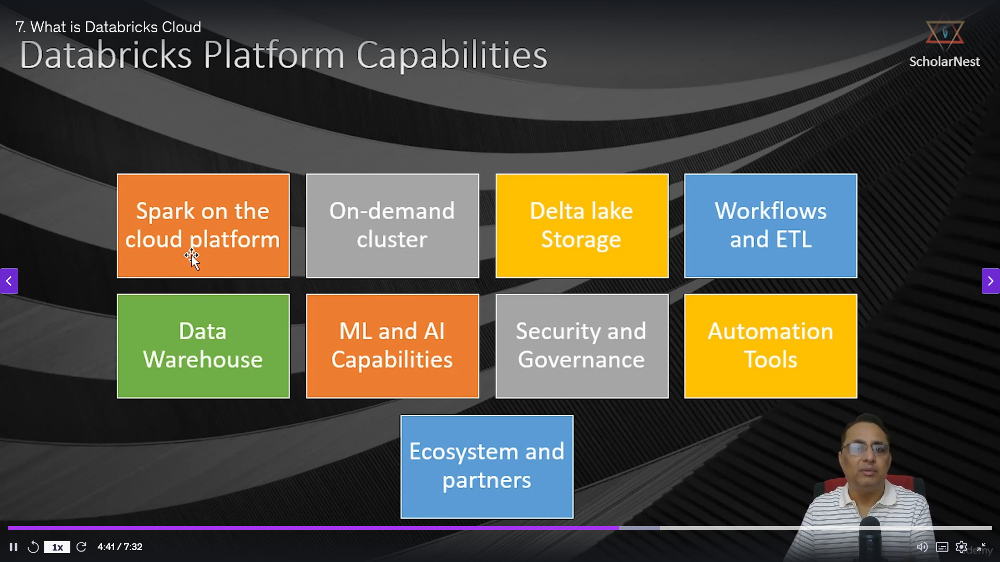 7. What is Databricks Cloud
Databricks Platform Capabilities
ScholarNest
Spark on the
cloud platform
On-demand
cluster
Delta lake
Storage
Workflows
and ETL
Data
Warehouse
ML and AI
Capabilities
Security and
Governance
Automation
Tools
Ecosystem and
partners
1x
4:41 / 7:32